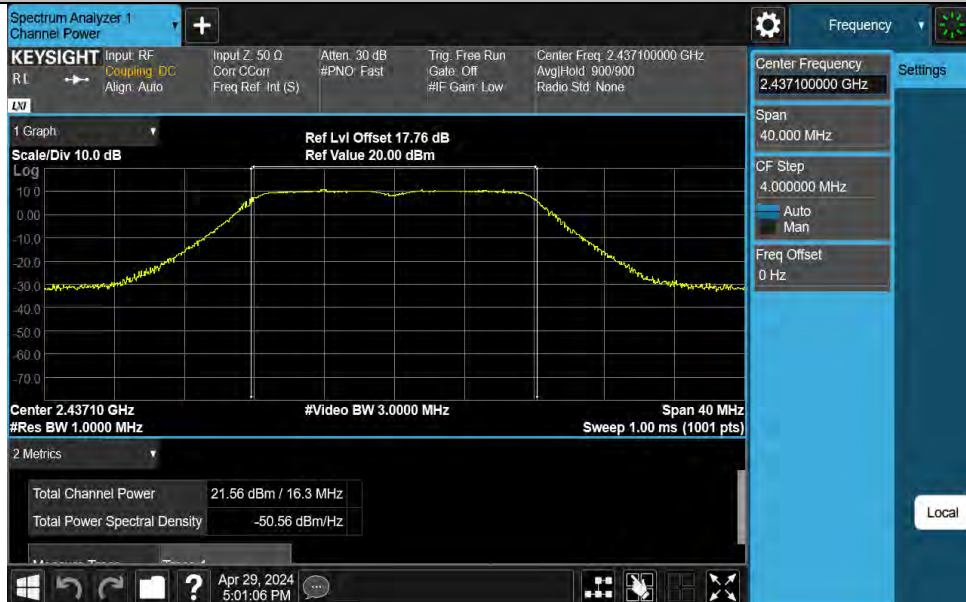 Spectrum Analyzer 1
Channel Power
+
Frequency
KEYSIGHT
Input: RF
Coupling: DC
Align: Auto
Input Z: 50 Ω
Corr CCorr
Freq Ref: Int (S)
Atten: 30 dB
#PNO: Fast
Trig: Free Run
Gate: Off
#IF Gain: Low
Center Freq: 2.437100000 GHz
Avg|Hold: 900/900
Radio Std: None
LXI
Center Frequency
2.437100000 GHz
Settings
Span
40.000 MHz
CF Step
4.000000 MHz
Auto
Man
Freq Offset
0 Hz
1 Graph
Scale/Div 10.0 dB
Ref Lvl Offset 17.76 dB
Ref Value 20.00 dBm
Log
10.0
0.00
-10.0
-20.0
-30.0
-40.0
-50.0
-60.0
-70.0
Center 2.43710 GHz
#Video BW 3.0000 MHz
Span 40 MHz
#Res BW 1.0000 MHz
Sweep 1.00 ms (1001 pts)
2 Metrics
Total Channel Power 21.56 dBm / 16.3 MHz
Total Power Spectral Density -50.56 dBm/Hz
Local
?
Apr 29, 2024
5:01:06 PM